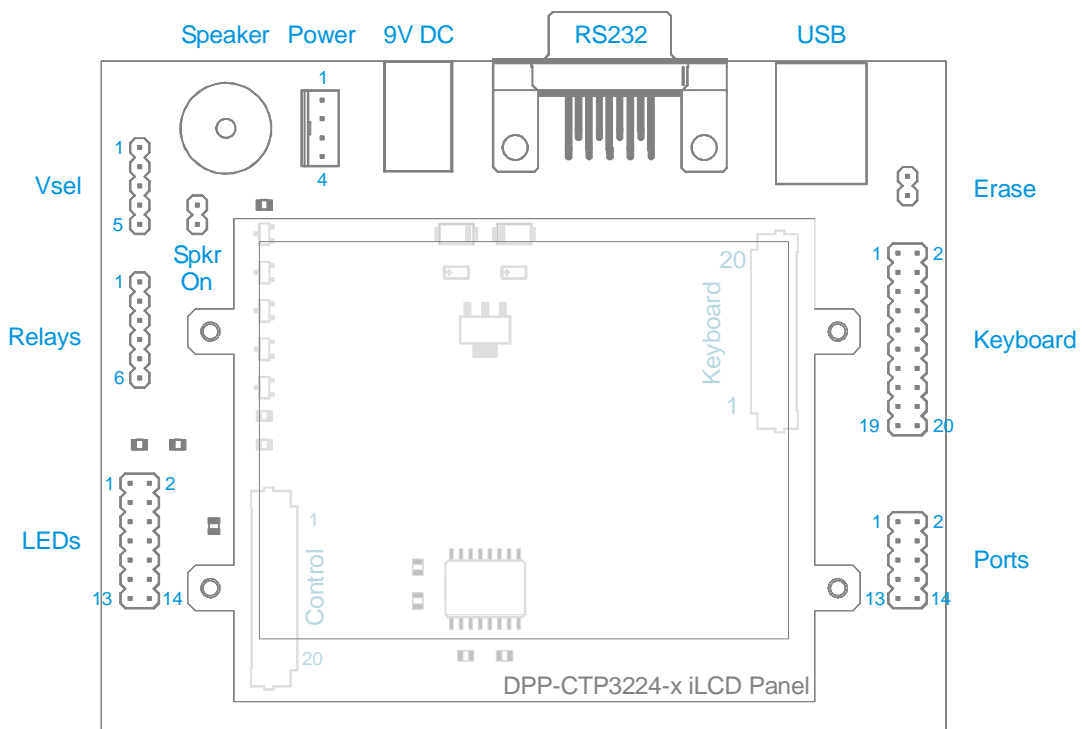 Speaker Power 9V DC RS232 USB
1
1
4
Vsel
5
Erase
Spkr
On
1 2
20
1
Relays
Keyboard
Keyboard
6
1
19 20
1 2
1
1 2
LEDs
Control
Ports
13 14
13 14
20
DPP-CTP3224-x iLCD Panel